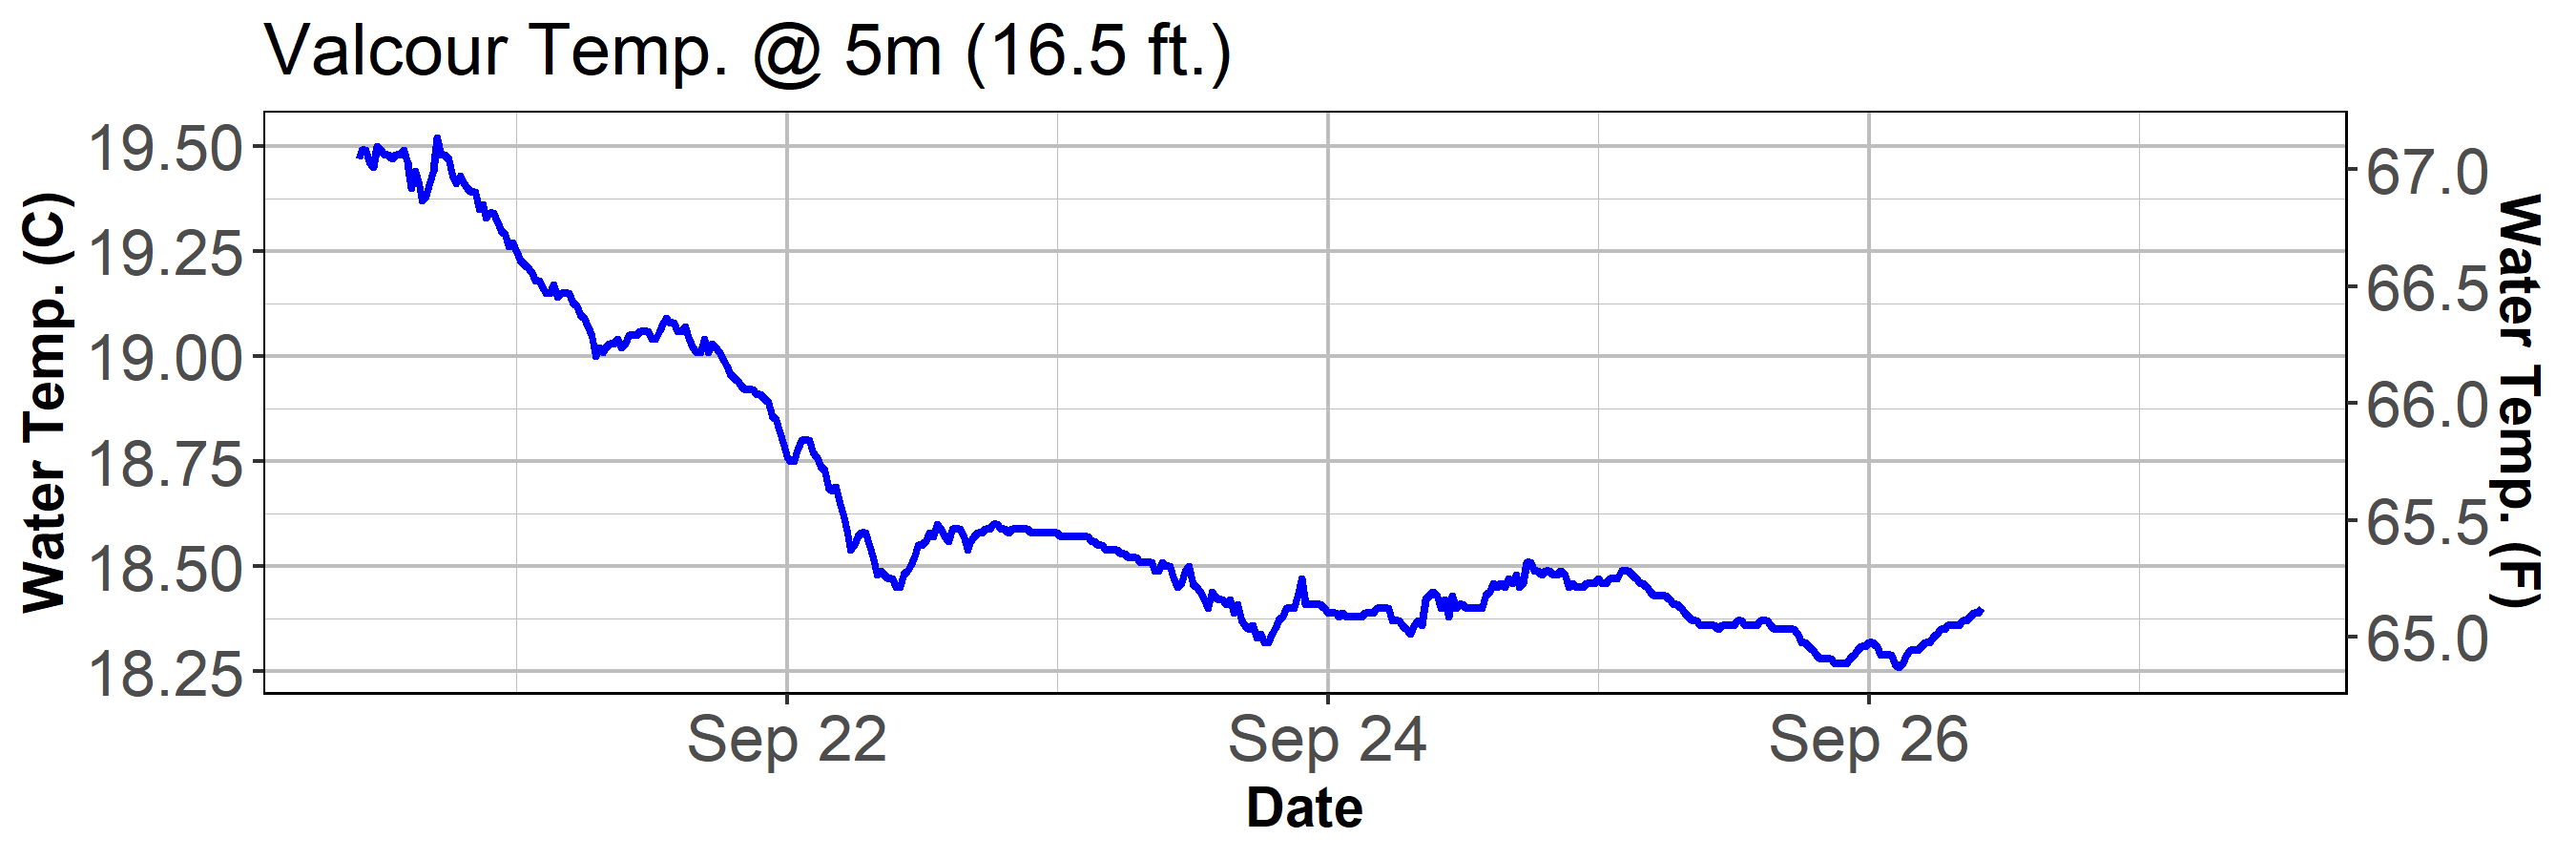 Valcour Temp. @ 5m (16.5 ft.)
Water Temp. (C)
19.50
19.25
19.00
18.75
18.50
18.25
67.0
66.5
66.0
65.5
65.0
Water Temp. (F)
Sep 22 Sep 24 Sep 26
Date